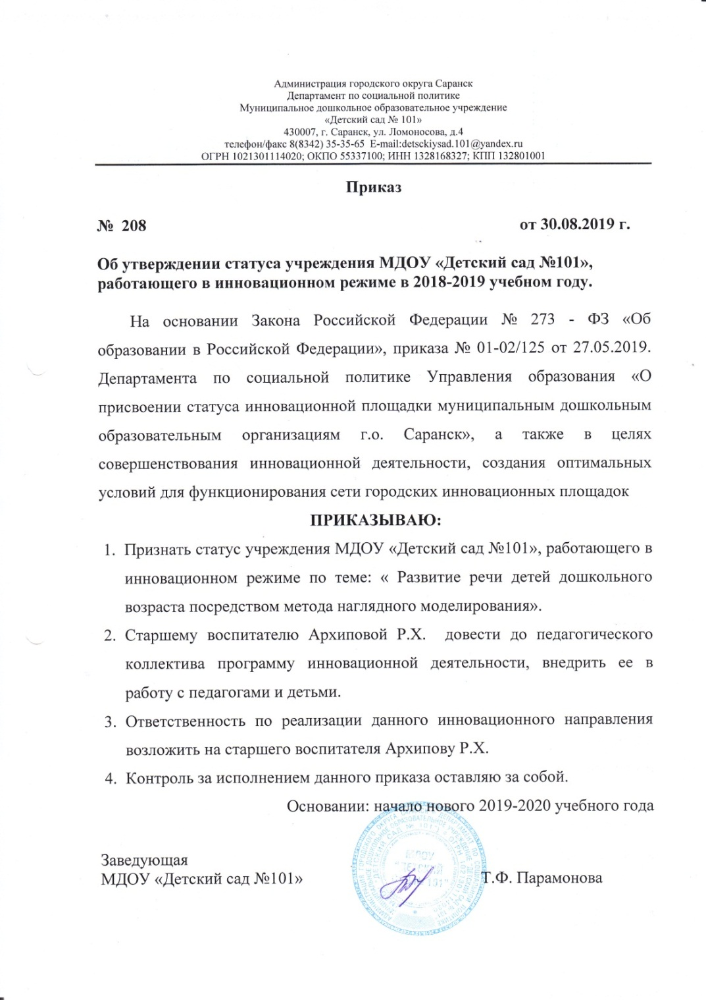 Администрация городского округа Саранск
Департамент по социальной политике
Муниципальное дошкольное образовательное учреждение
«Детский сад № 101»
430007, г. Саранск, ул. Ломоносова, д.4
телефон/факс 8(8342) 35-35-65 E-mail:detsckiysad.101@yandex.ru
ОГРН 1021301114020; ОКПО 55337100; ИНН 1328168327; КПП 132801001
Приказ
№ 208 от 30.08.2019 г.
Об утверждении статуса учреждения МДОУ «Детский сад №101»,
работающего в инновационном режиме в 2018-2019 учебном году.
На основании Закона Российской Федерации № 273 - ФЗ «Об
образовании в Российской Федерации», приказа № 01-02/125 от 27.05.2019.
Департамента по социальной политике Управления образования «О
присвоении статуса инновационной площадки муниципальным дошкольным
образовательным организациям г.о. Саранск», а также в целях
совершенствования инновационной деятельности, создания оптимальных
условий для функционирования сети городских инновационных площадок
ПРИКАЗЫВАЮ:
1. Признать статус учреждения МДОУ «Детский сад №101», работающего в
инновационном режиме по теме: « Развитие речи детей дошкольного
возраста посредством метода наглядного моделирования».
2. Старшему воспитателю Архиповой Р.Х. довести до педагогического
коллектива программу инновационной деятельности, внедрить ее в
работу с педагогами и детьми.
3. Ответственность по реализации данного инновационного направления
возложить на старшего воспитателя Архипову Р.Х.
4. Контроль за исполнением данного приказа оставляю за собой.
Основании: начало нового 2019-2020 учебного года
Заведующая
МДОУ «Детский сад №101» Т.Ф. Парамонова
МДОУ
"ДЕТСКИЙ
101"